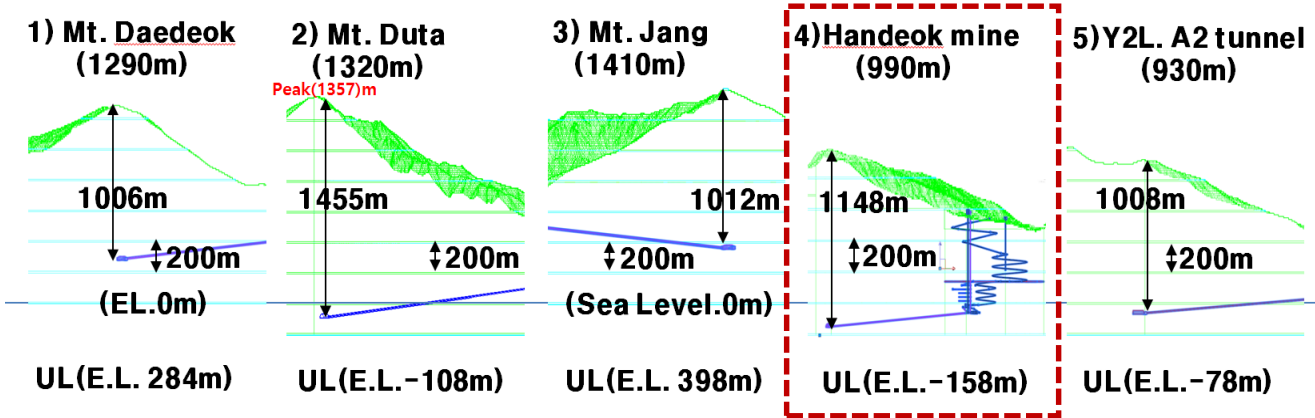 1) Mt. Daedeok
(1290m)
1006m
200m
(EL.0m)
UL(E.L. 284m)
2) Mt. Duta
(1320m)
Peak(1357)m
1455m
200m
UL(E.L.-108m)
3) Mt. Jang
(1410m)
1012m
200m
(Sea Level.0m)
UL(E.L. 398m)
4)Handeok mine
(990m)
1148m
200m
UL(E.L.-158m)
5)Y2L. A2 tunnel
(930m)
1008m
200m
UL(E.L.-78m)